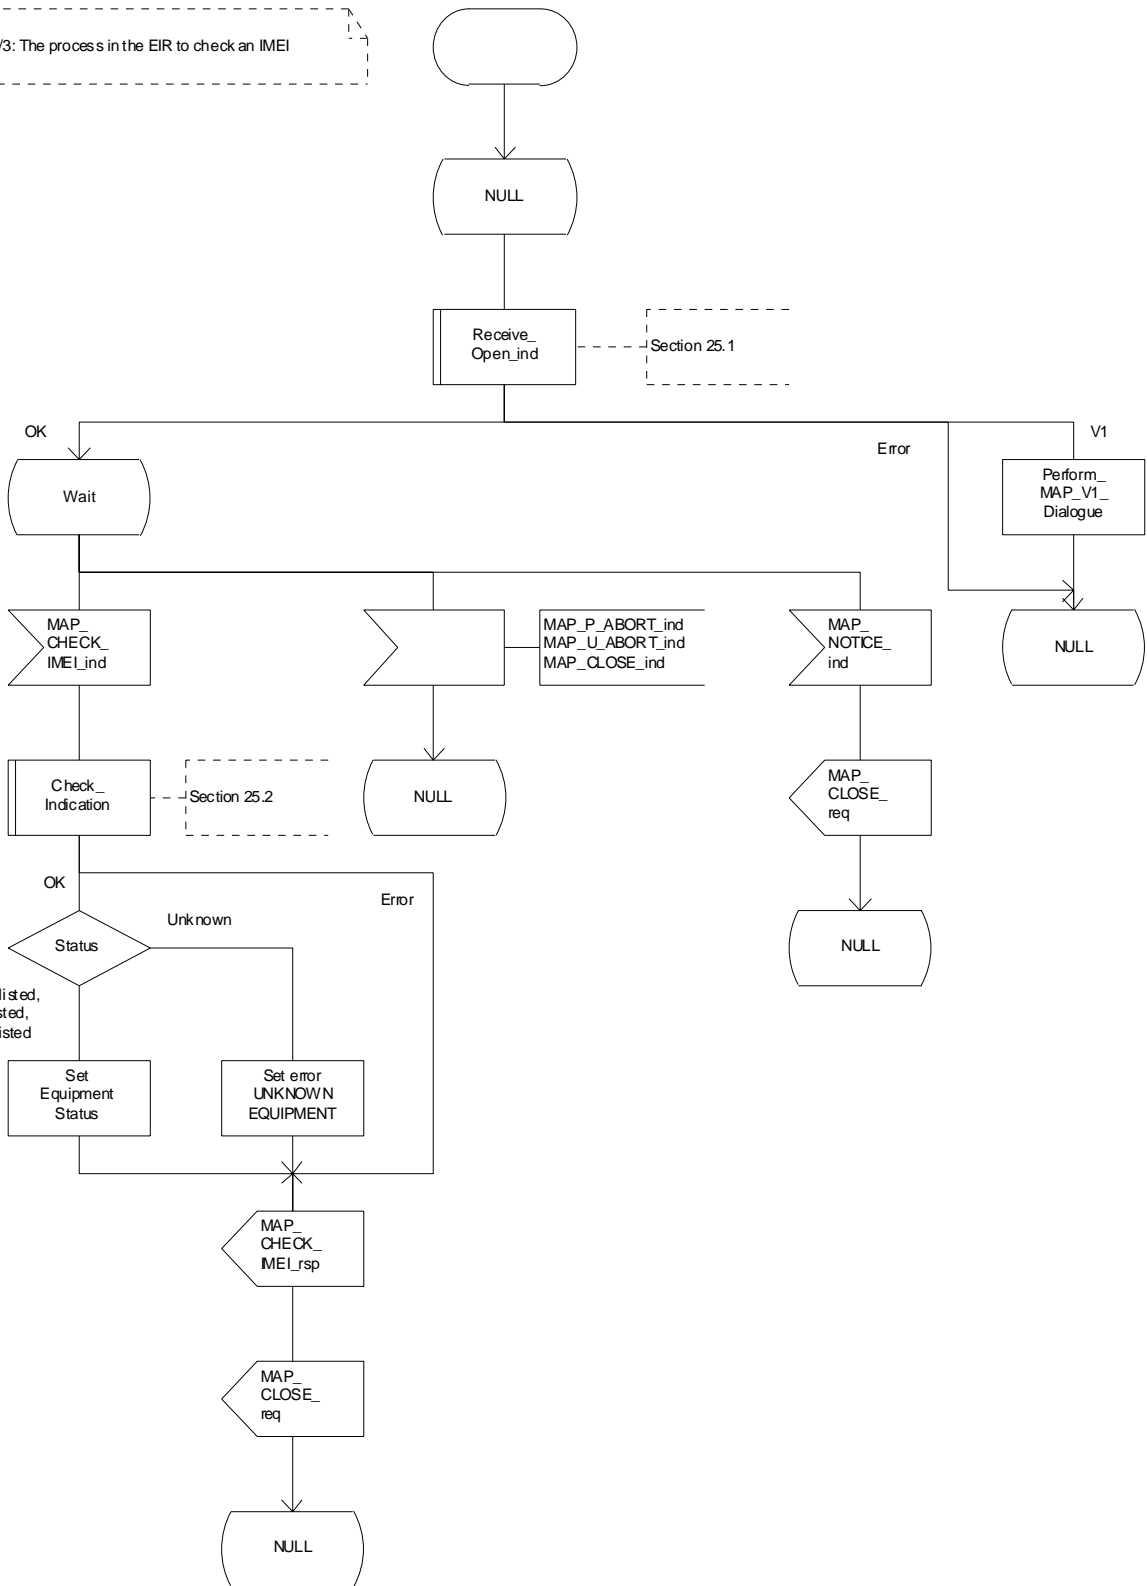 /3: The process in the EIR to check an IMEI
NULL
Receive_
Open_ind
Section 25.1
OK
Error
V1
Wait
Perform_
MAP_V1_
Dialogue
MAP_
CHECK_
IMEI_ind
MAP_P_ABORT_ind
MAP_U_ABORT_ind
MAP_CLOSE_ind
MAP_
NOTICE_
ind
NULL
Check_
Indication
Section 25.2
NULL
MAP_
CLOSE_
req
OK
Error
Unknown
Status
NULL
listed,
sted,
isted
Set
Equipment
Status
Set error
UNKNOWN
EQUIPMENT
MAP_
CHECK_
IMEI_rsp
MAP_
CLOSE_
req
NULL